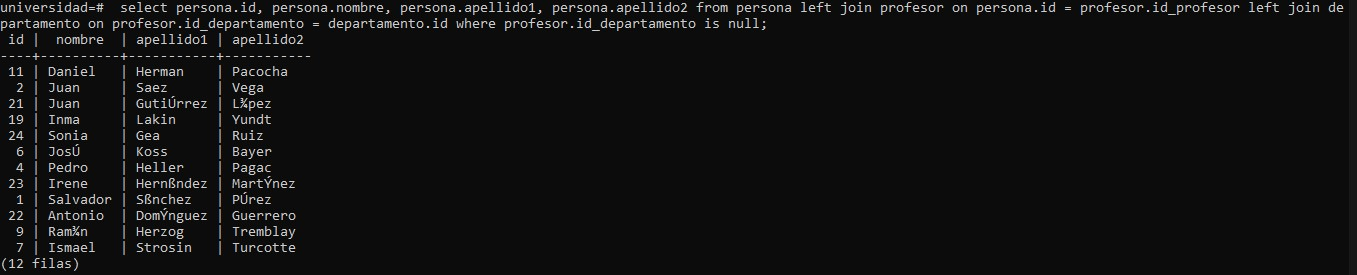 universidad=#  select persona.id, persona.nombre, persona.apellido1, persona.apellido2 from persona left join profesor on persona.id = profesor.id_profesor left join de
partamento on profesor.id_departamento = departamento.id where profesor.id_departamento is null;
 id |  nombre  | apellido1 | apellido2
----+----------+-----------+-----------
 11 | Daniel   | Herman    | Pacocha
  2 | Juan     | Saez      | Vega
 21 | Juan     | GutiÚrrez | L¾pez
 19 | Inma     | Lakin     | Yundt
 24 | Sonia    | Gea       | Ruiz
  6 | JosÚ     | Koss      | Bayer
  4 | Pedro    | Heller    | Pagac
 23 | Irene    | Hernßndez | MartÝnez
  1 | Salvador | Sßnchez   | PÚrez
 22 | Antonio  | DomÝnguez | Guerrero
  9 | Ram¾n    | Herzog    | Tremblay
  7 | Ismael   | Strosin   | Turcotte
(12 filas)